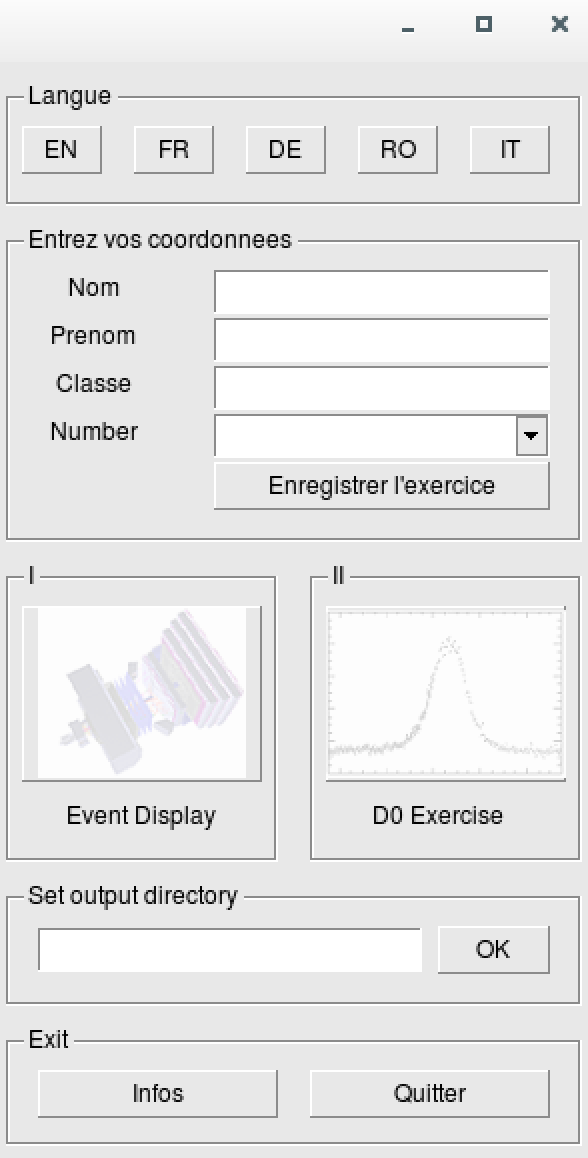 Langue
EN FR DE RO IT
Entrez vos coordonnees
Nom
Prenom
Classe
Number
Enregistrer l'exercice
I II
Event Display D0 Exercise
Set output directory
OK
Exit
Infos Quitter